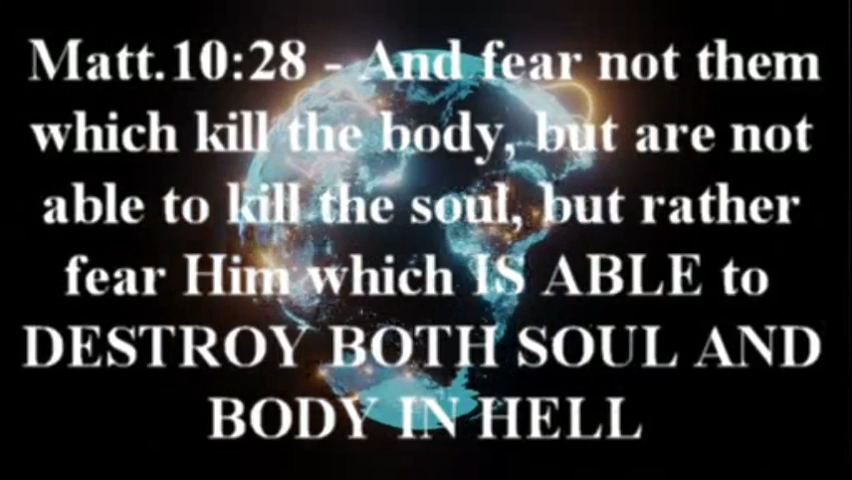 Matt.10:28 - And fear not them
which kill the body, but are not
able to kill the soul, but rather
fear Him which IS ABLE to
DESTROY BOTH SOUL AND
BODY IN HELL